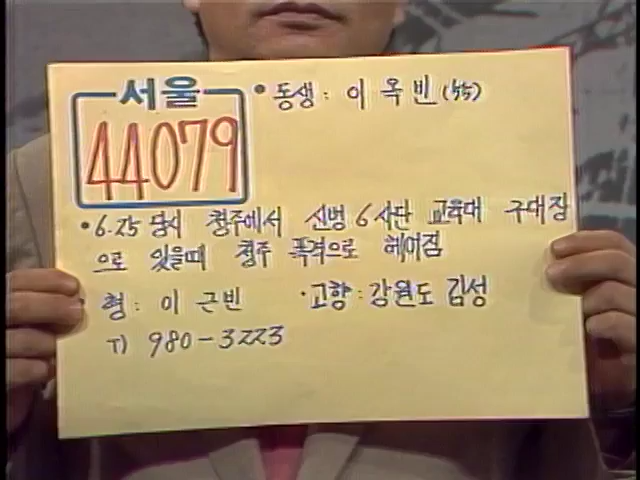 서울
44079
• 동생 : 이옥빈 (55)
• 6.25 당시 청주에서 신병 6사단 교육대 구대장
으로 있을때 청주 폭격으로 헤어짐
형 : 이근빈 • 고향 : 강원도 김성
T) 980-3223